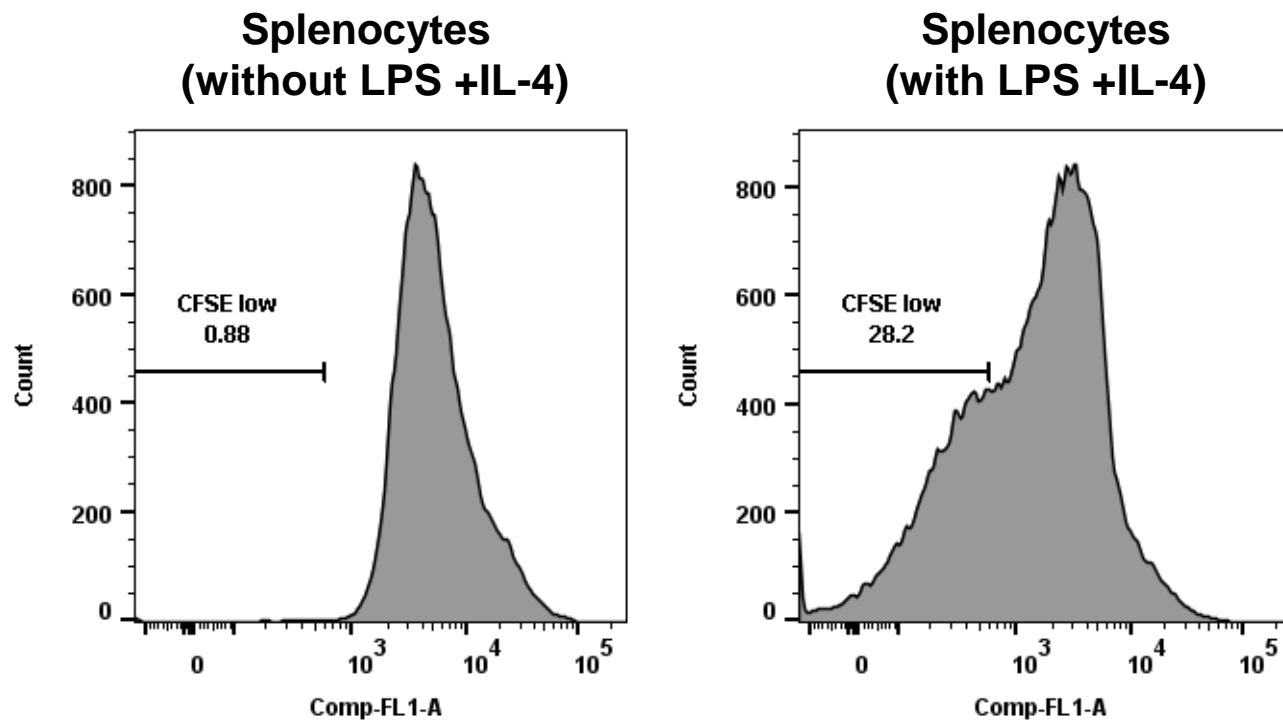 Splenocytes
(without LPS +IL-4)
800
600
400
200
0
Count
CFSE low
0.88
0
10^3
10^4
10^5
Comp-FL1-A
Splenocytes
(with LPS +IL-4)
800
600
400
200
0
Count
CFSE low
28.2
0
10^3
10^4
10^5
Comp-FL1-A